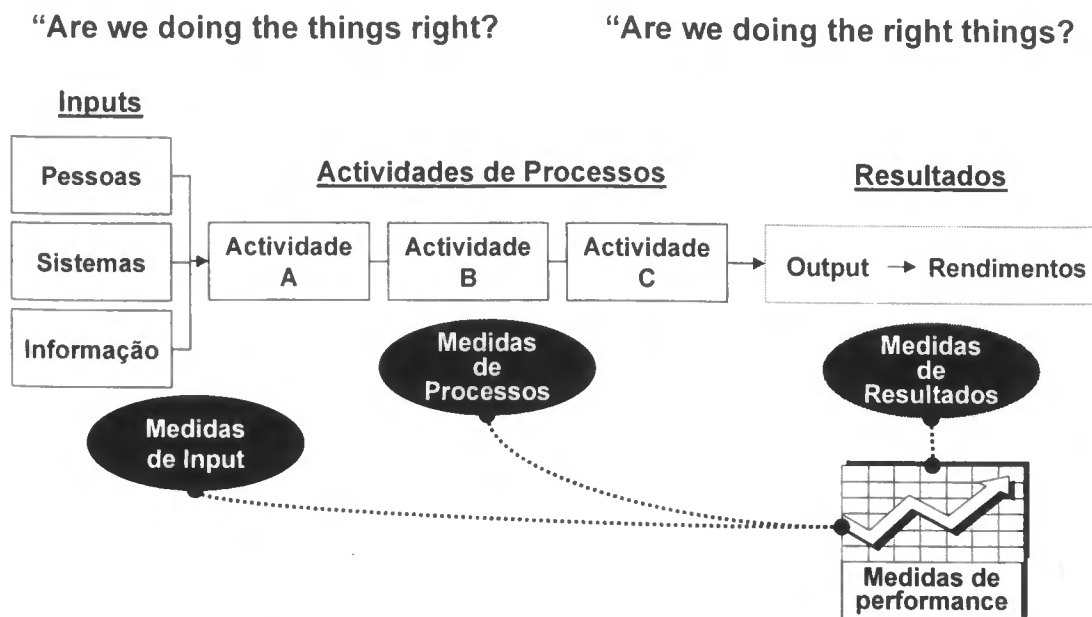 “Are we doing the things right?
“Are we doing the right things?
Inputs
Pessoas
Sistemas
Informação
Actividades de Processos
Actividade
A
Actividade
B
Actividade
C
Resultados
Output → Rendimentos
Medidas
de Input
Medidas
de
Processos
Medidas
de
Resultados
Medidas de
performance